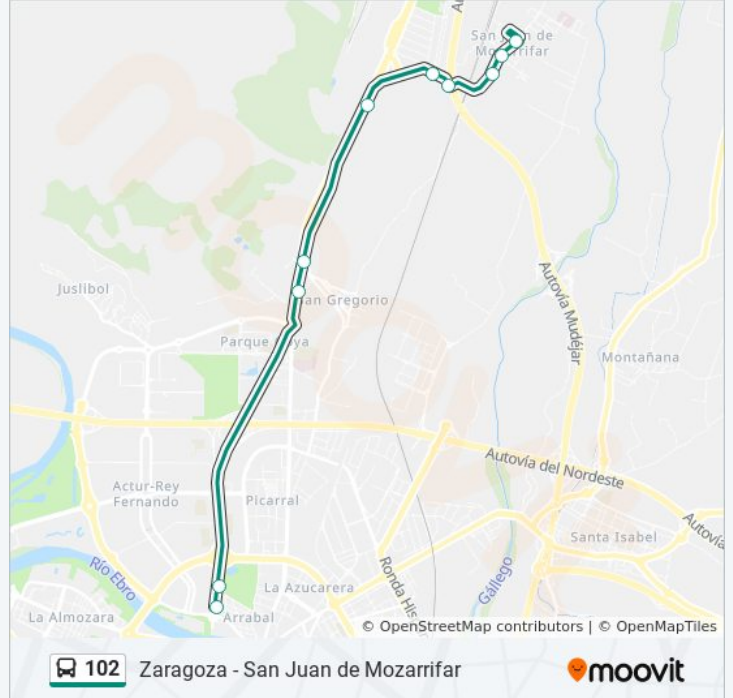 San Juan de
Mozarrifar
Juslibol
San Gregorio
Parque Goya
Autovía Mudéjar
Montañana
Autovía del Nordeste
Actur-Rey
Fernando
Picarral
Santa Isabel
Autovía
Río Ebro
La Azucarera
Ronda His
Gállego
La Almozara
Arrabal
© OpenStreetMap contributors | © OpenMapTiles
102 Zaragoza - San Juan de Mozarrifar
moovit